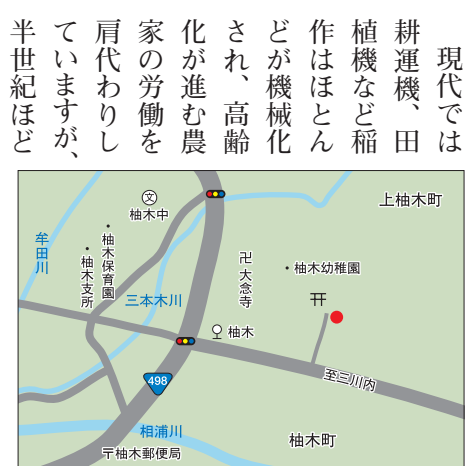 現代では
耕運機、田
植機など稲
作はほとん
どが機械化
され、高齢
化が進む農
家の労働を
肩代わりし
ていますが、
半世紀ほど
上柚木町
文
柚木中
牟田川
柚木保育園
柚木支所
卍大念寺
柚木幼稚園
三本木川
柚木
至三川内
498
相浦川
柚木町
〒柚木郵便局